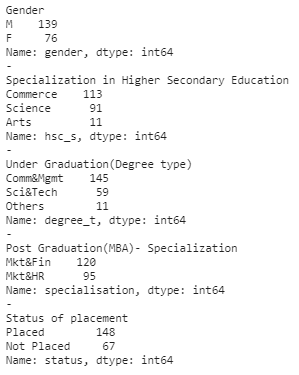 Gender
M    139
F     76
Name: gender, dtype: int64
-
Specialization in Higher Secondary Education
Commerce    113
Science      91
Arts         11
Name: hsc_s, dtype: int64
-
Under Graduation(Degree type)
Comm&Mgmt    145
Sci&Tech      59
Others        11
Name: degree_t, dtype: int64
-
Post Graduation(MBA)- Specialization
Mkt&Fin    120
Mkt&HR      95
Name: specialisation, dtype: int64
-
Status of placement
Placed        148
Not Placed     67
Name: status, dtype: int64